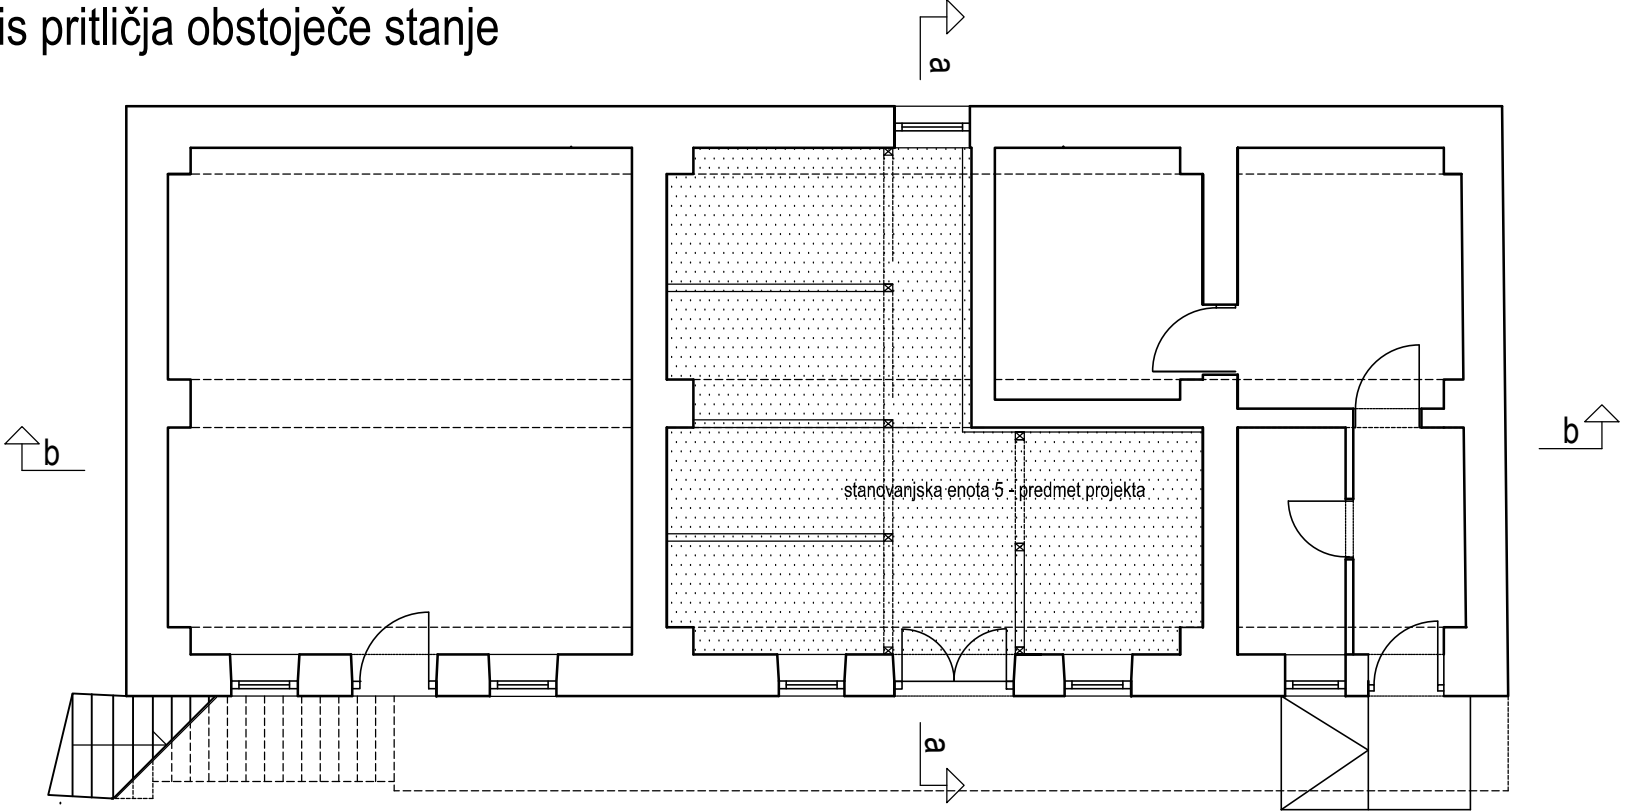 is pritličja obstoječe stanje
a
b
b
stanovanjska enota 5 - predmet projekta
a